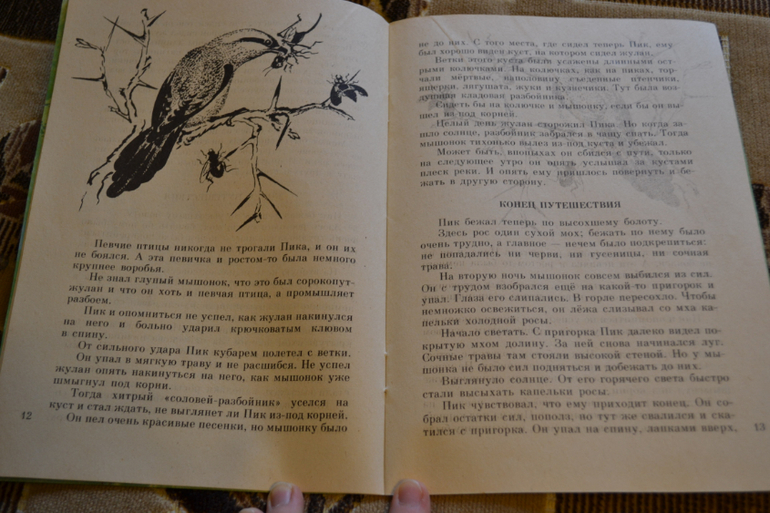 Певчие птицы никогда не трогали Пика, и он их
не боялся. А эта певичка и ростом-то была немного
крупнее воробья.
Не знал глупый мышонок, что это был сорокопут-
жулан и что он хоть и певчая птица, а промышляет
разбоем.
Пик и опомниться не успел, как жулан накинулся
на него и больно ударил крючковатым клювом
в спину.
От сильного удара Пик кубарем полетел с ветки.
Он упал в мягкую траву и не расшибся. Не успел
жулан опять накинуться на него, как мышонок уже
шмыгнул под корни.
Тогда хитрый «соловей-разбойник» уселся на
куст и стал ждать, не выглянет ли Пик из-под корней.
Он пел очень красивые песенки, но мышонку было
12
не до них. С того места, где сидел теперь Пик, ему
был хорошо виден куст, на котором сидел жулан.
Ветки этого куста были усажены длинными ост-
рыми колючками. На колючках, как на пиках, тор-
чали мёртвые, наполовину съеденные птенчики,
ящерки, лягушата, жуки и кузнечики. Тут была воз-
душная кладовая разбойника.
Сидеть бы на колючке и мышонку, если бы он вы-
шел из-под корней.
Целый день жулан сторожил Пика. Но когда за-
шло солнце, разбойник забрался в чащу спать. Тогда
мышонок тихонько вылез из-под куста и убежал.
Может быть, впопыхах он сбился с пути, только
на следующее утро он опять услышал за кустами
плеск реки. И опять ему пришлось повернуть и бе-
жать в другую сторону.
КОНЕЦ ПУТЕШЕСТВИЯ
Пик бежал теперь по высохшему болоту.
Здесь рос один сухой мох; бежать по нему было
очень трудно, а главное — нечем было подкрепиться:
не попадались ни черви, ни гусеницы, ни сочная
трава.
На вторую ночь мышонок совсем выбился из сил.
Он с трудом взобрался ещё на какой-то пригорок и
упал. Глаза его слипались. В горле пересохло. Чтобы
немножко освежиться, он лёжа слизывал со мха ка-
пельки холодной росы.
Начало светать. С пригорка Пик далеко видел по-
крытую мхом долину. За ней снова начинался луг.
Сочные травы там стояли высокой стеной. Но у мы-
шонка не было сил подняться и добежать до них.
Выглянуло солнце. От его горячего света быстро
стали высыхать капельки росы.
Пик чувствовал, что ему приходит конец. Он со-
брал остатки сил, пополз, но тут же свалился и ска-
тился с пригорка. Он упал на спину, лапками вверх,
13